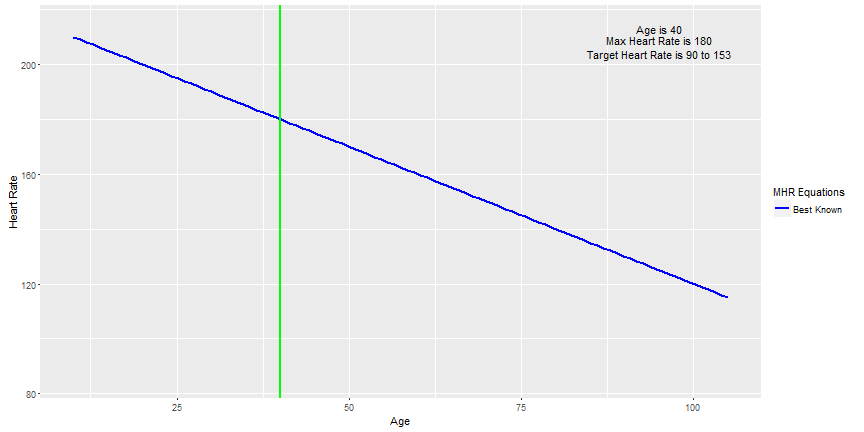 Age is 40
Max Heart Rate is 180
Target Heart Rate is 90 to 153
200
160
120
80
Heart Rate
25
50
75
100
Age
MHR Equations
Best Known